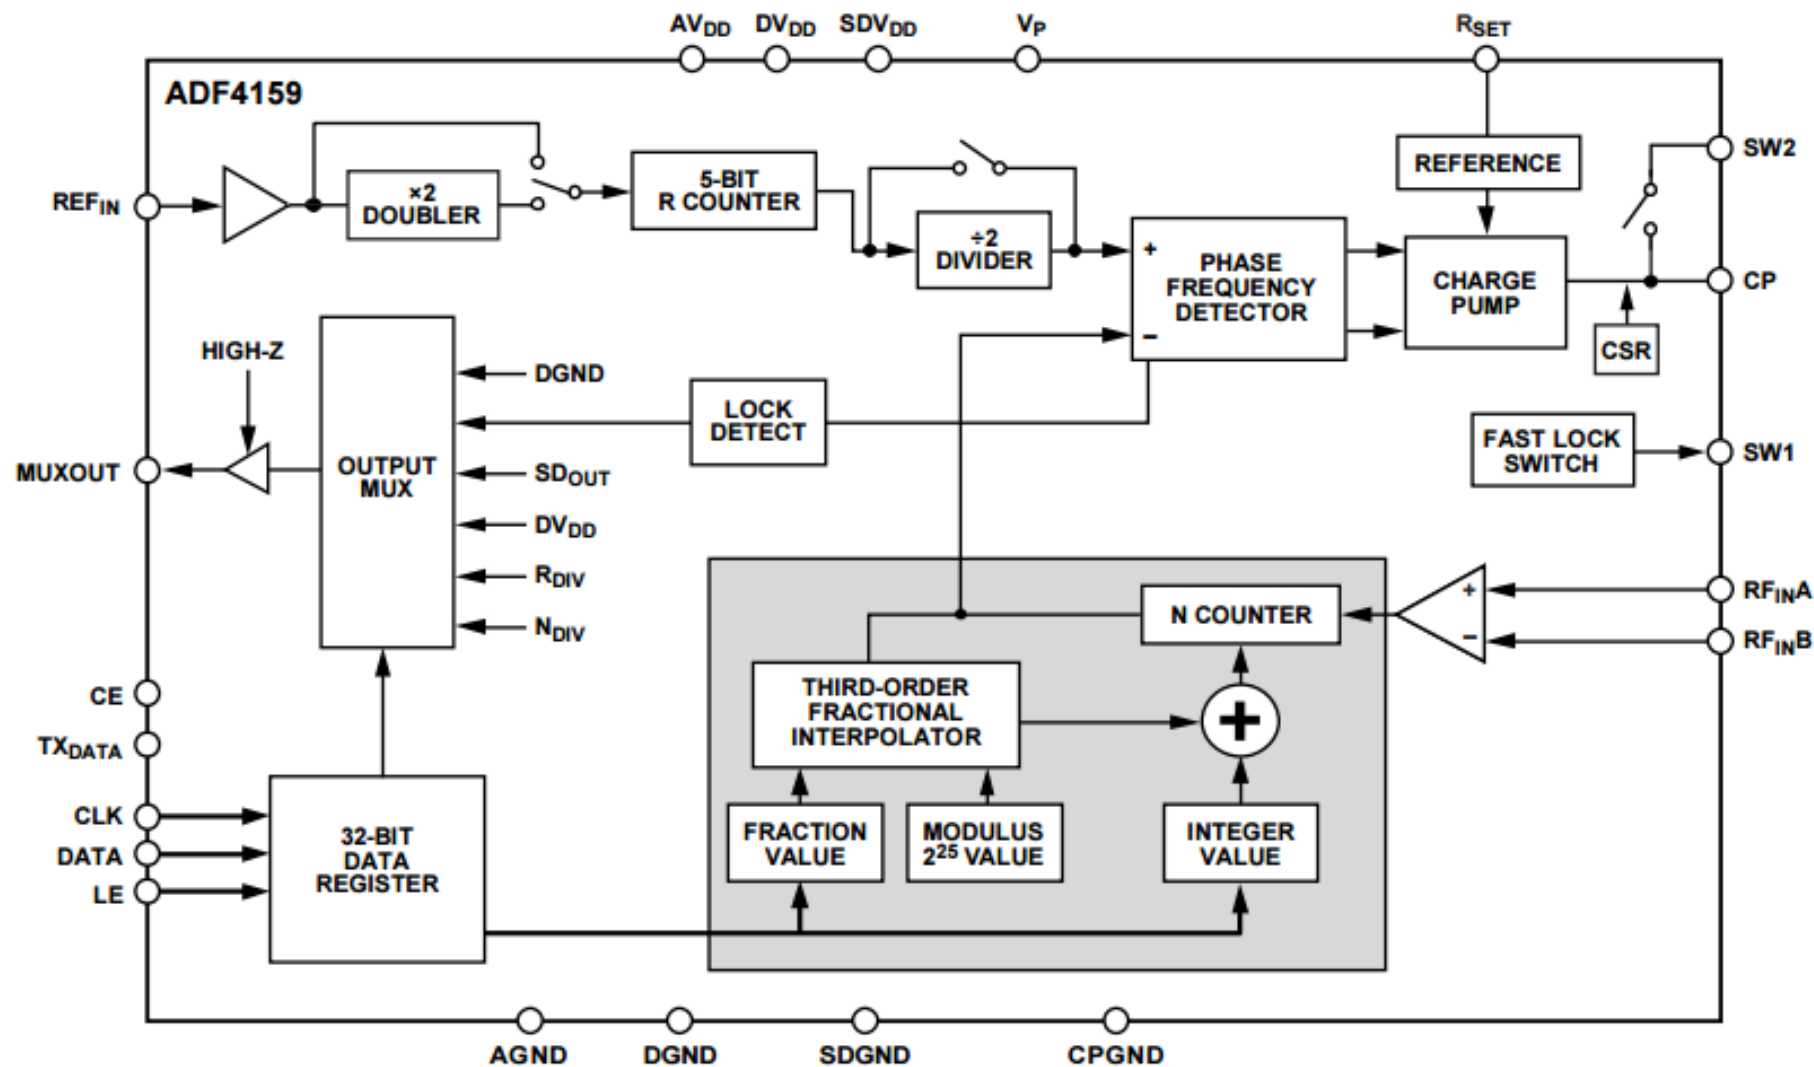 AVDD DVDD SDVDD VP RSET
ADF4159
REFIN
×2
DOUBLER
5-BIT
R COUNTER
÷2
DIVIDER
+
−
PHASE
FREQUENCY
DETECTOR
REFERENCE
CHARGE
PUMP
CSR
SW2
CP
HIGH-Z
MUXOUT
OUTPUT
MUX
DGND
LOCK
DETECT
SDOUT
DVDD
RDIV
NDIV
FAST LOCK
SWITCH
SW1
N COUNTER
+
−
RFINA
RFINB
THIRD-ORDER
FRACTIONAL
INTERPOLATOR
+
FRACTION
VALUE
MODULUS
2²⁵ VALUE
INTEGER
VALUE
CE
TXDATA
CLK
DATA
LE
32-BIT
DATA
REGISTER
AGND DGND SDGND CPGND